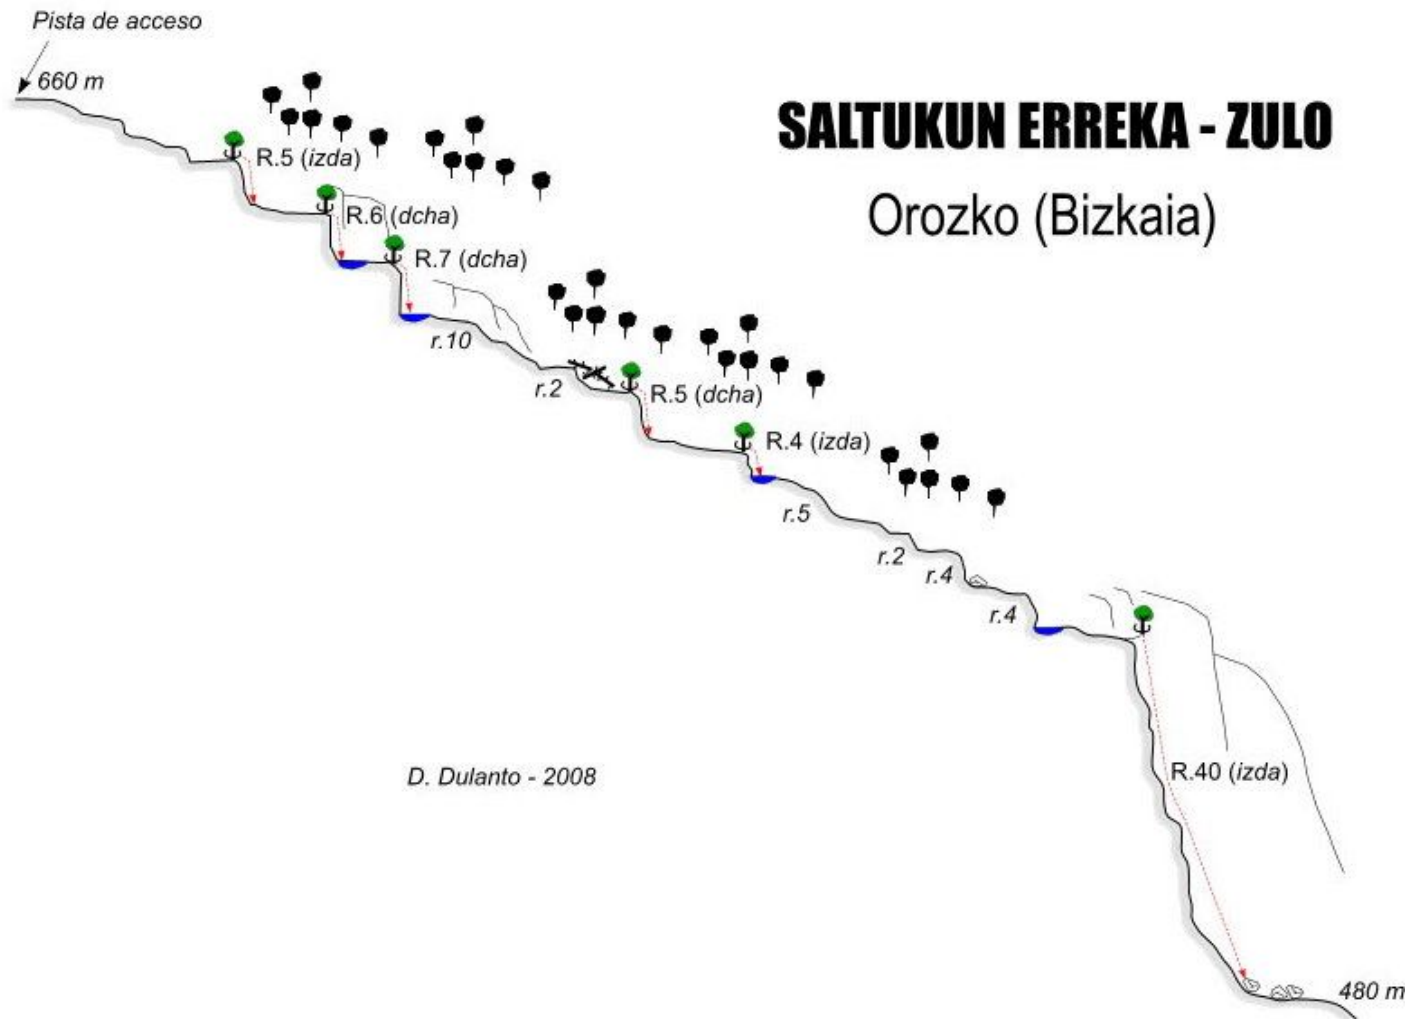 Pista de acceso
660 m
SALTUKUN ERREKA - ZULO
Orozko (Bizkaia)
R.5 (izda)
R.6 (dcha)
R.7 (dcha)
r.10
r.2
R.5 (dcha)
R.4 (izda)
r.5
r.2
r.4
r.4
R.40 (izda)
D. Dulanto - 2008
480 m